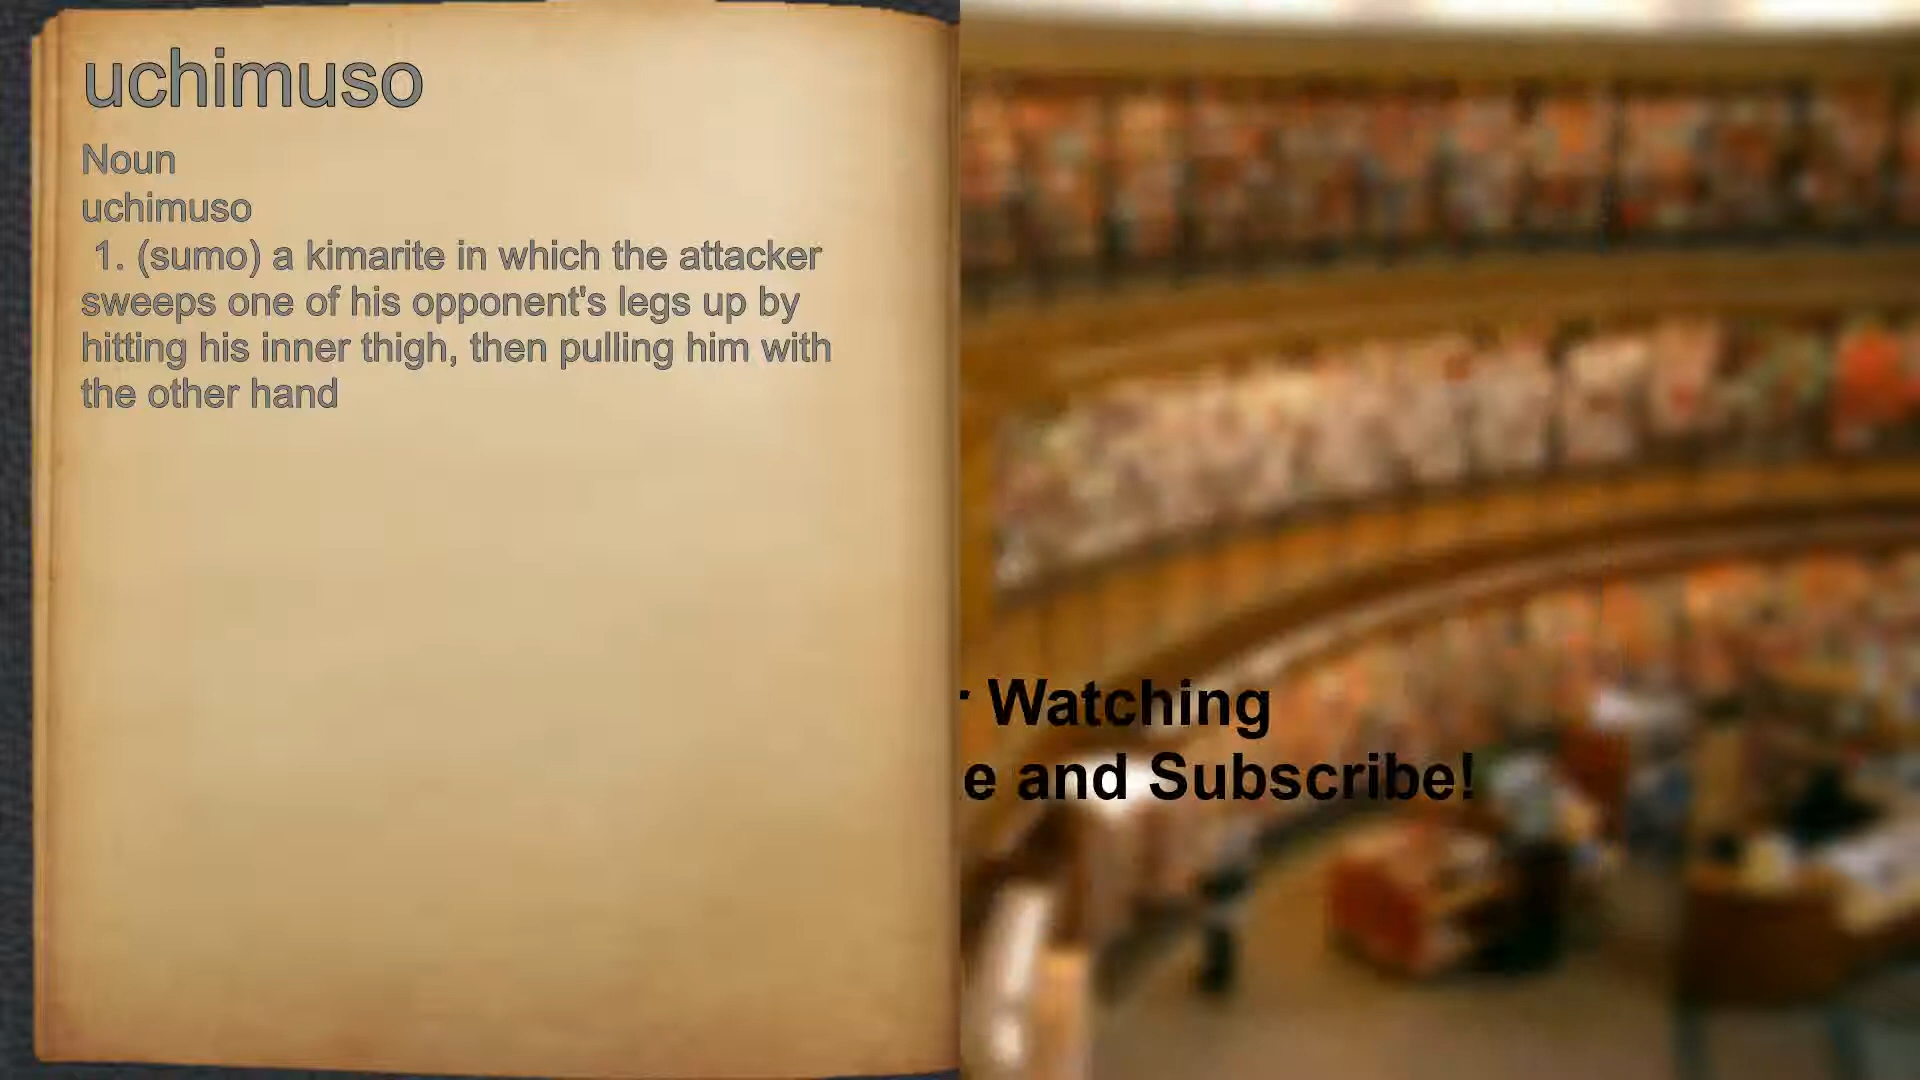 uchimuso
Noun
uchimuso
1. (sumo) a kimarite in which the attacker
sweeps one of his opponent's legs up by
hitting his inner thigh, then pulling him with
the other hand
Watching
e and Subscribe!